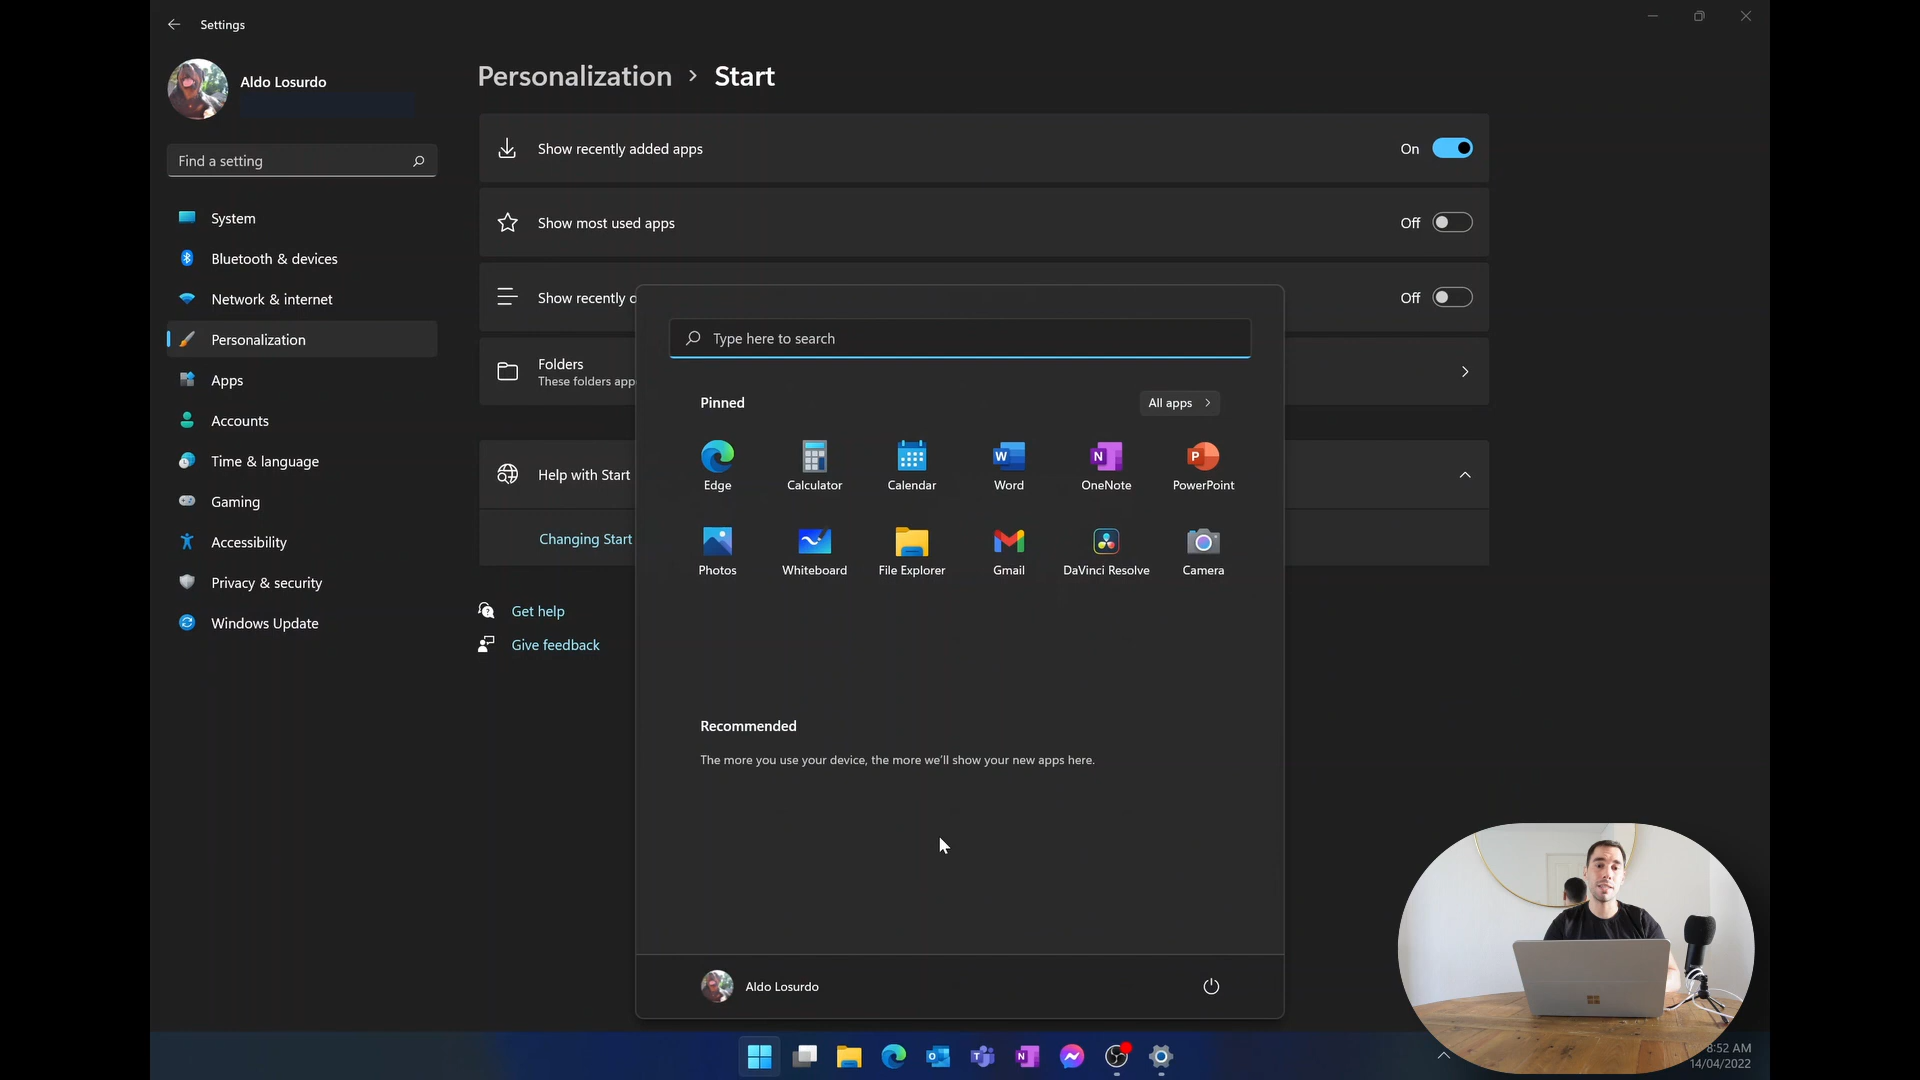 Settings
Aldo Losurdo
Find a setting
System
Bluetooth & devices
Network & internet
Personalization
Apps
Accounts
Time & language
Gaming
Accessibility
Privacy & security
Windows Update
Personalization > Start
Show recently added apps
On
Show most used apps
Off
Show recently o
Off
Folders
These folders app
Help with Start
Changing Start
Get help
Give feedback
Type here to search
Pinned
All apps >
Edge
Calculator
Calendar
Word
OneNote
PowerPoint
Photos
Whiteboard
File Explorer
Gmail
DaVinci Resolve
Camera
Recommended
The more you use your device, the more we'll show your new apps here.
Aldo Losurdo
8:52 AM
14/04/2022